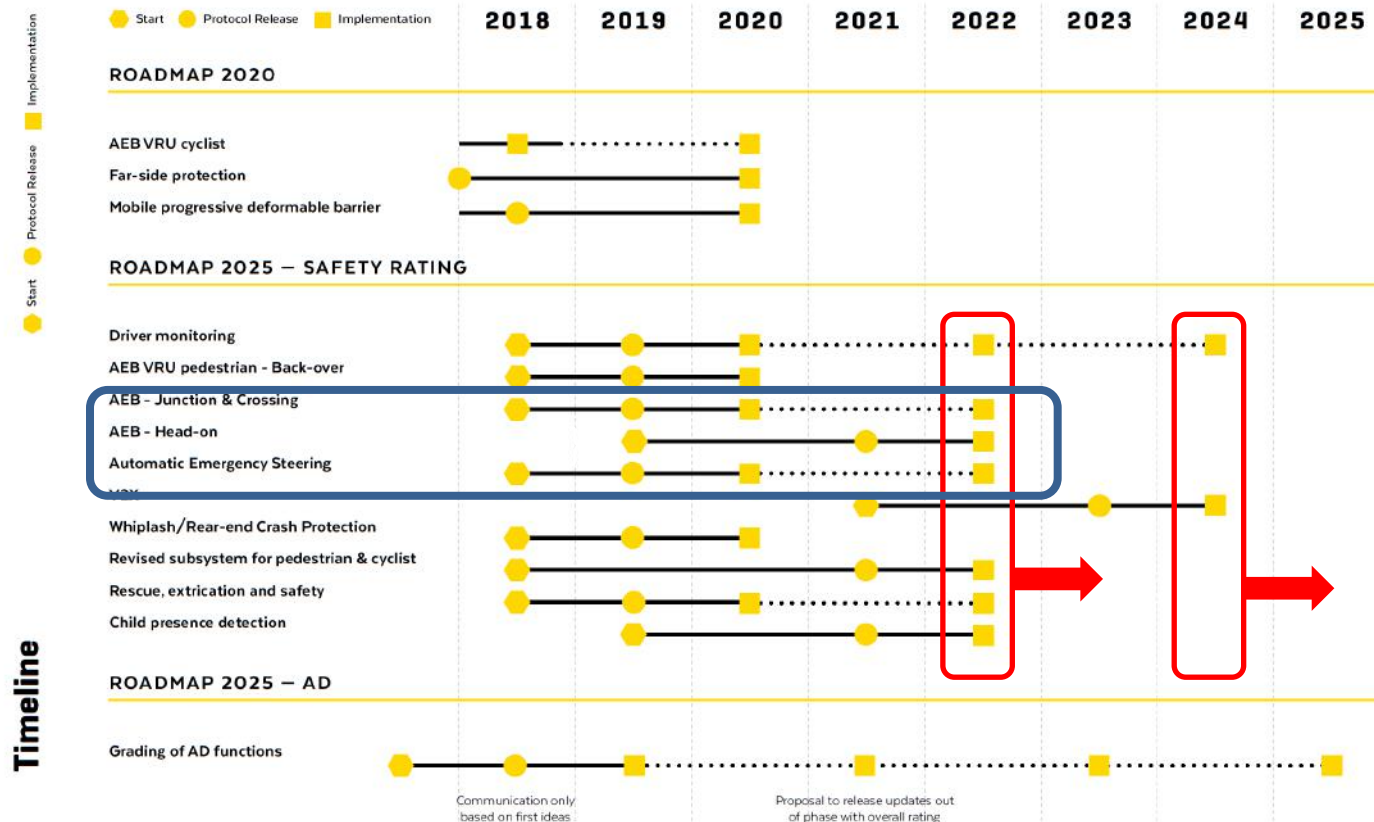 Start Protocol Release Implementation
2018 2019 2020 2021 2022 2023 2024 2025
ROADMAP 2020
AEB VRU cyclist
Far-side protection
Mobile progressive deformable barrier
ROADMAP 2025 – SAFETY RATING
Driver monitoring
AEB VRU pedestrian - Back-over
AEB - Junction & Crossing
AEB - Head-on
Automatic Emergency Steering
Whiplash/Rear-end Crash Protection
Revised subsystem for pedestrian & cyclist
Rescue, extrication and safety
Child presence detection
ROADMAP 2025 – AD
Grading of AD functions
Communication only
based on first ideas
Proposal to release updates out
of phase with overall rating
Timeline
Start Protocol Release Implementation